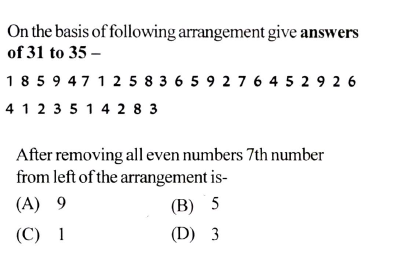 On the basis of following arrangement give answers
of 31 to 35 –
1 8 5 9 4 7 1 2 5 8 3 6 5 9 2 7 6 4 5 2 9 2 6
4 1 2 3 5 1 4 2 8 3
After removing all even numbers 7th number
from left of the arrangement is-
(A) 9
(B) 5
(C) 1
(D) 3